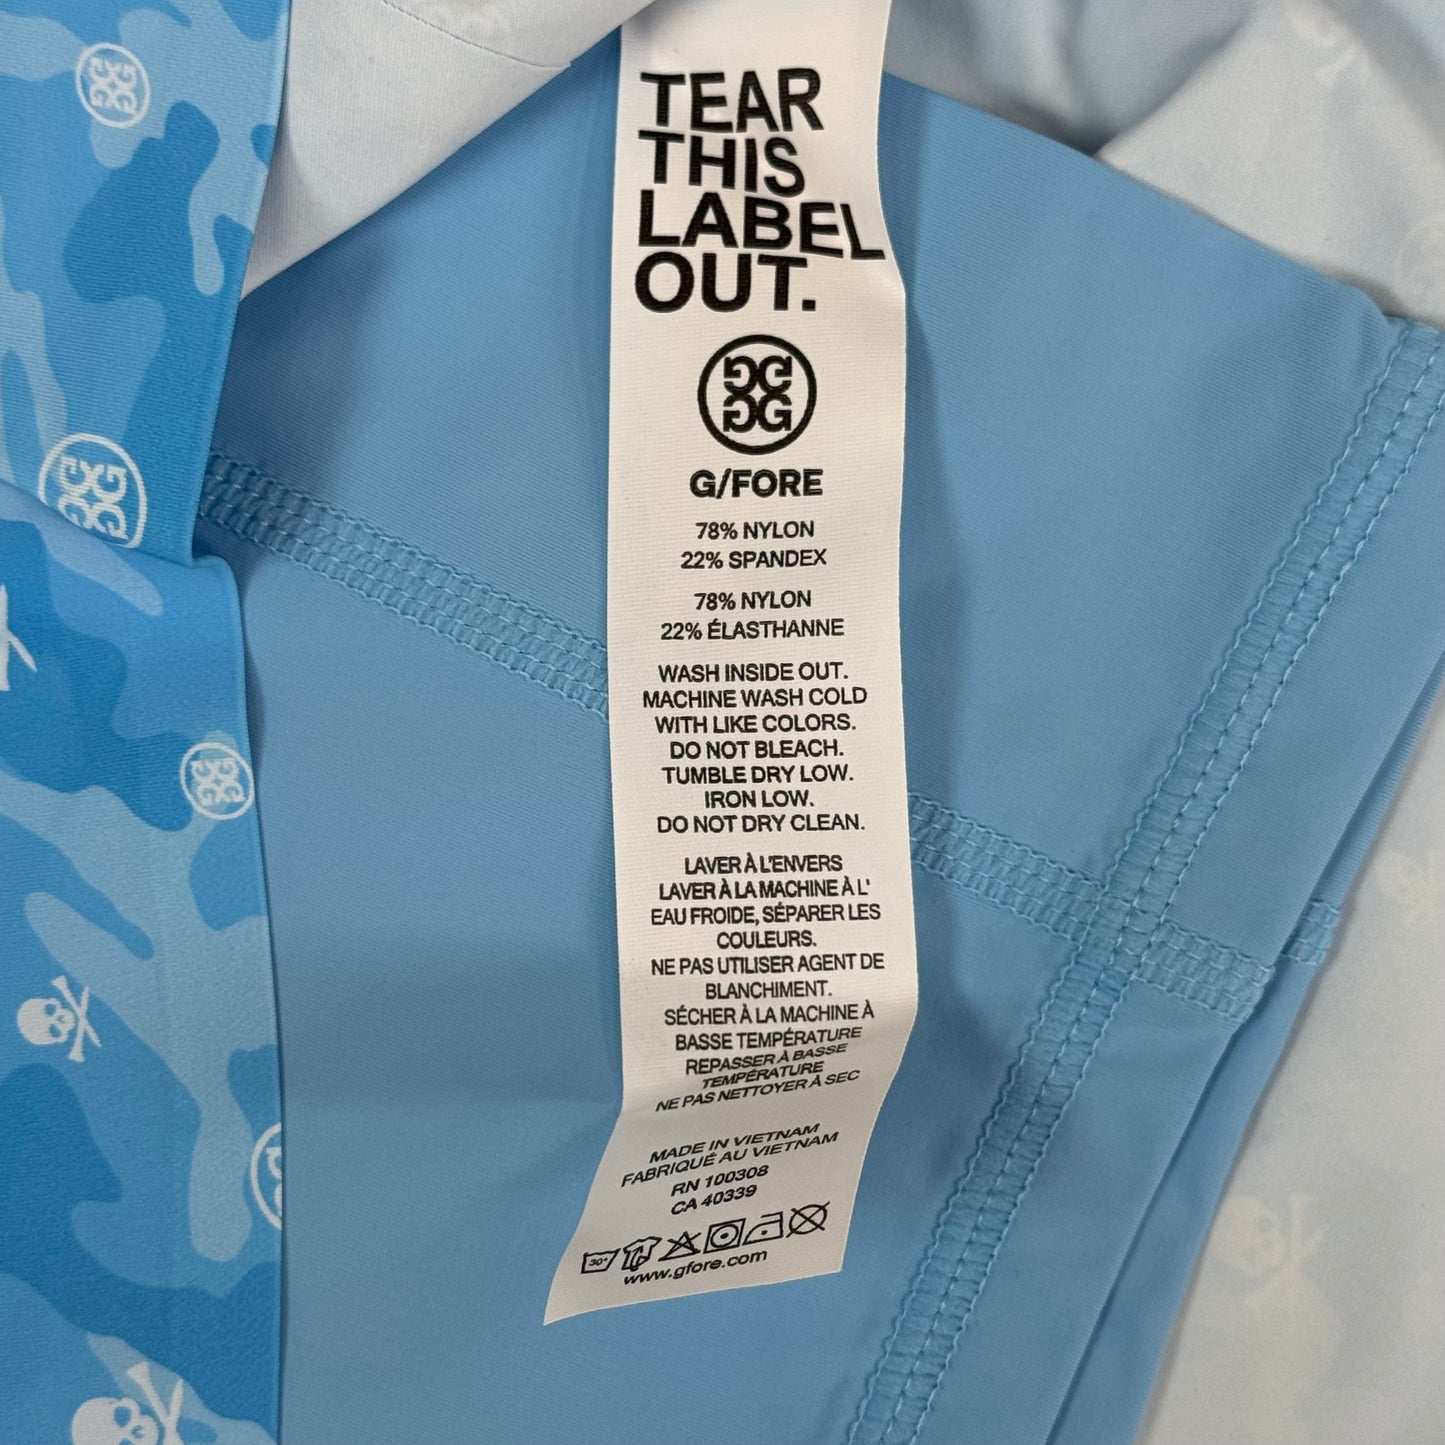 TEAR
THIS
LABEL
OUT.
G/FORE
78% NYLON
22% SPANDEX
78% NYLON
22% ÉLASTHANNE
WASH INSIDE OUT.
MACHINE WASH COLD
WITH LIKE COLORS.
DO NOT BLEACH.
TUMBLE DRY LOW.
IRON LOW.
DO NOT DRY CLEAN.
LAVER À L'ENVERS
LAVER À LA MACHINE À L'
EAU FROIDE, SÉPARER LES
COULEURS.
NE PAS UTILISER AGENT DE
BLANCHIMENT.
SÉCHER À LA MACHINE À
BASSE TEMPÉRATURE
REPASSER À BASSE
TEMPÉRATURE
NE PAS NETTOYER À SEC
MADE IN VIETNAM
FABRIQUÉ AU VIETNAM
RN 100308
CA 40339
30°
www.gfore.com